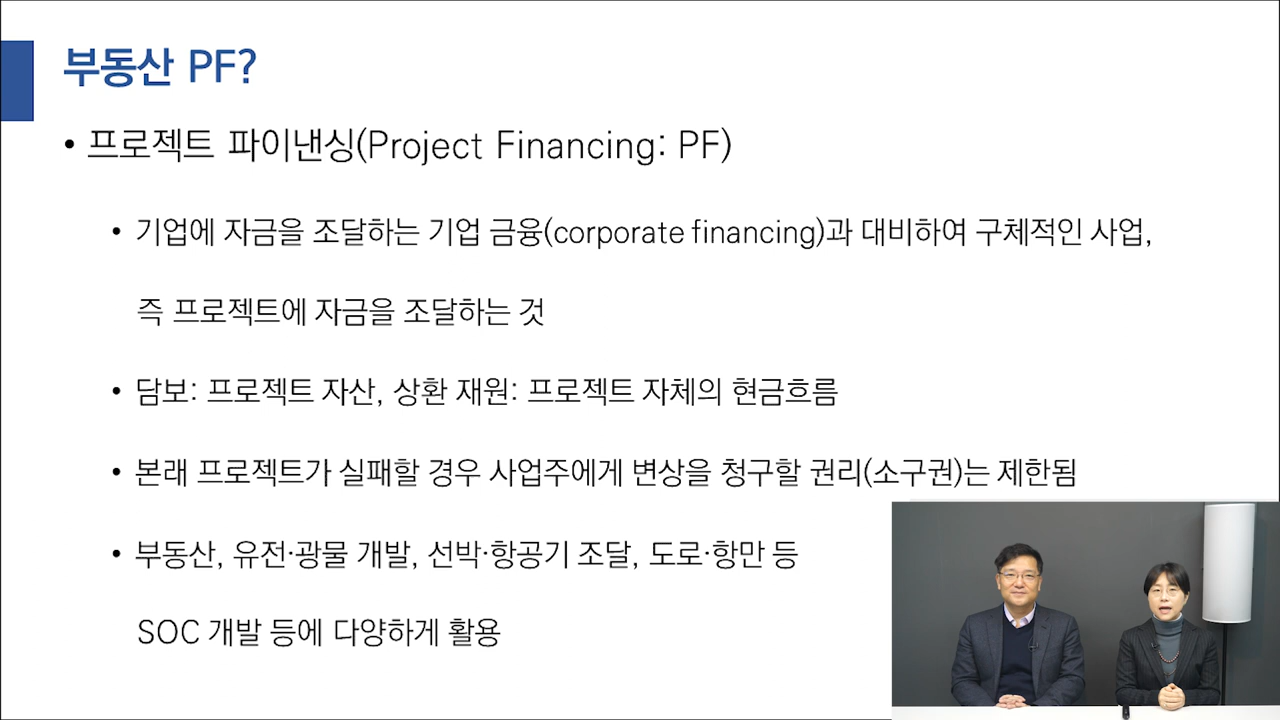 부동산 PF?
• 프로젝트 파이낸싱(Project Financing: PF)
• 기업에 자금을 조달하는 기업 금융(corporate financing)과 대비하여 구체적인 사업,
즉 프로젝트에 자금을 조달하는 것
• 담보: 프로젝트 자산, 상환 재원: 프로젝트 자체의 현금흐름
• 본래 프로젝트가 실패할 경우 사업주에게 변상을 청구할 권리(소구권)는 제한됨
• 부동산, 유전·광물 개발, 선박·항공기 조달, 도로·항만 등
SOC 개발 등에 다양하게 활용